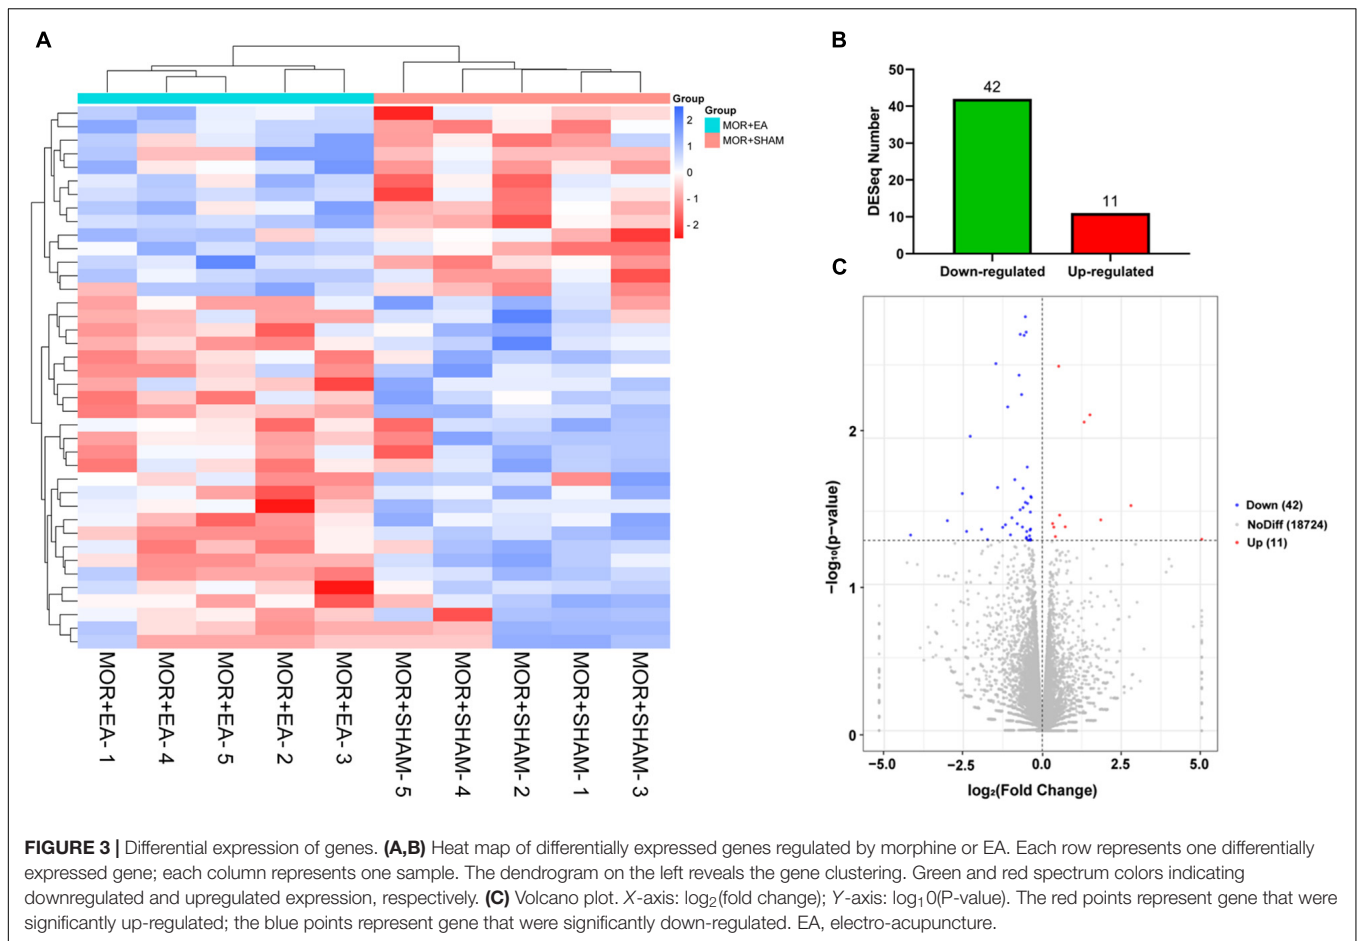 A
Group
2
1
0
- 1
- 2
Group
MOR+EA
MOR+SHAM
MOR+EA- 1
MOR+EA- 4
MOR+EA- 5
MOR+EA- 2
MOR+EA- 3
MOR+SHAM- 5
MOR+SHAM- 4
MOR+SHAM- 2
MOR+SHAM- 1
MOR+SHAM- 3
B
DESeq Number
50
40
30
20
10
0
42
11
Down-regulated
Up-regulated
C
−log₁₀(p−value)
2
1
0
−5.0
−2.5
0.0
2.5
5.0
log₂(Fold Change)
Down (42)
NoDiff (18724)
Up (11)
FIGURE 3 | Differential expression of genes. (A,B) Heat map of differentially expressed genes regulated by morphine or EA. Each row represents one differentially
expressed gene; each column represents one sample. The dendrogram on the left reveals the gene clustering. Green and red spectrum colors indicating
downregulated and upregulated expression, respectively. (C) Volcano plot. X-axis: log₂(fold change); Y-axis: log₁0(P-value). The red points represent gene that were
significantly up-regulated; the blue points represent gene that were significantly down-regulated. EA, electro-acupuncture.